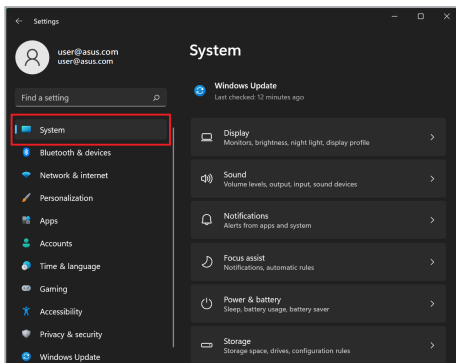 Settings
user@asus.com
user@asus.com
Find a setting
System
Bluetooth & devices
Network & internet
Personalization
Apps
Accounts
Time & language
Gaming
Accessibility
Privacy & security
Windows Update
System
Windows Update
Last checked: 12 minutes ago
Display
Monitors, brightness, night light, display profile
Sound
Volume levels, output, input, sound devices
Notifications
Alerts from apps and system
Focus assist
Notifications, automatic rules
Power & battery
Sleep, battery usage, battery saver
Storage
Storage space, drives, configuration rules